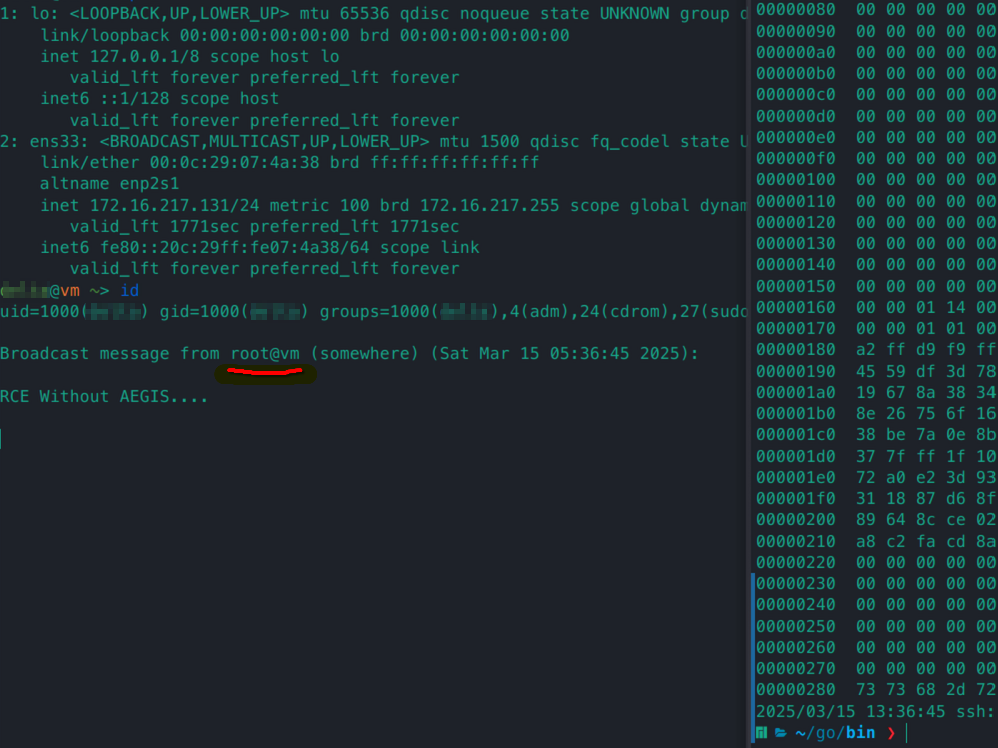 1: lo: <LOOPBACK,UP,LOWER_UP> mtu 65536 qdisc noqueue state UNKNOWN group
link/loopback 00:00:00:00:00:00 brd 00:00:00:00:00:00
inet 127.0.0.1/8 scope host lo
valid_lft forever preferred_lft forever
inet6 ::1/128 scope host
valid_lft forever preferred_lft forever
2: ens33: <BROADCAST,MULTICAST,UP,LOWER_UP> mtu 1500 qdisc fq_codel state
link/ether 00:0c:29:07:4a:38 brd ff:ff:ff:ff:ff:ff
altname enp2s1
inet 172.16.217.131/24 metric 100 brd 172.16.217.255 scope global dynam
valid_lft 1771sec preferred_lft 1771sec
inet6 fe80::20c:29ff:fe07:4a38/64 scope link
valid_lft forever preferred_lft forever
@vm ~> id
uid=1000( ) gid=1000( ) groups=1000( ),4(adm),24(cdrom),27(sudo
Broadcast message from root@vm (somewhere) (Sat Mar 15 05:36:45 2025):
RCE Without AEGIS....
00000080 00 00 00 00 00
00000090 00 00 00 00 00
000000a0 00 00 00 00 00
000000b0 00 00 00 00 00
000000c0 00 00 00 00 00
000000d0 00 00 00 00 00
000000e0 00 00 00 00 00
000000f0 00 00 00 00 00
00000100 00 00 00 00 00
00000110 00 00 00 00 00
00000120 00 00 00 00 00
00000130 00 00 00 00 00
00000140 00 00 00 00 00
00000150 00 00 00 00 00
00000160 00 00 01 14 00
00000170 00 00 01 01 00
00000180 a2 ff d9 f9 ff
00000190 45 59 df 3d 78
000001a0 19 67 8a 38 34
000001b0 8e 26 75 6f 16
000001c0 38 be 7a 0e 8b
000001d0 37 7f ff 1f 10
000001e0 72 a0 e2 3d 93
000001f0 31 18 87 d6 8f
00000200 89 64 8c ce 02
00000210 a8 c2 fa cd 8a
00000220 00 00 00 00 00
00000230 00 00 00 00 00
00000240 00 00 00 00 00
00000250 00 00 00 00 00
00000260 00 00 00 00 00
00000270 00 00 00 00 00
00000280 73 73 68 2d 72
2025/03/15 13:36:45 ssh:
~/go/bin ❯